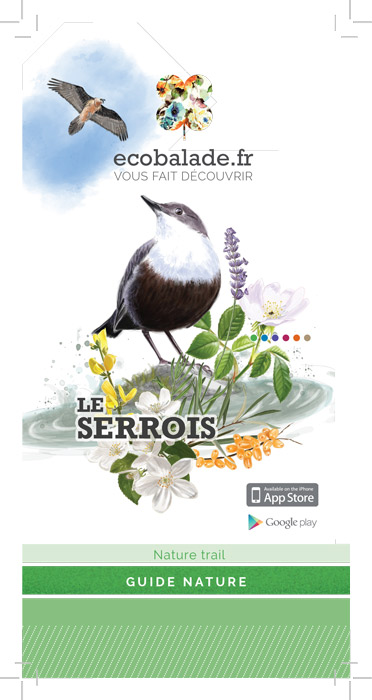 ecobalade.fr
VOUS FAIT DÉCOUVRIR
LE
SERROIS
Available on the iPhone
App Store
Google play
Nature trail
GUIDE NATURE